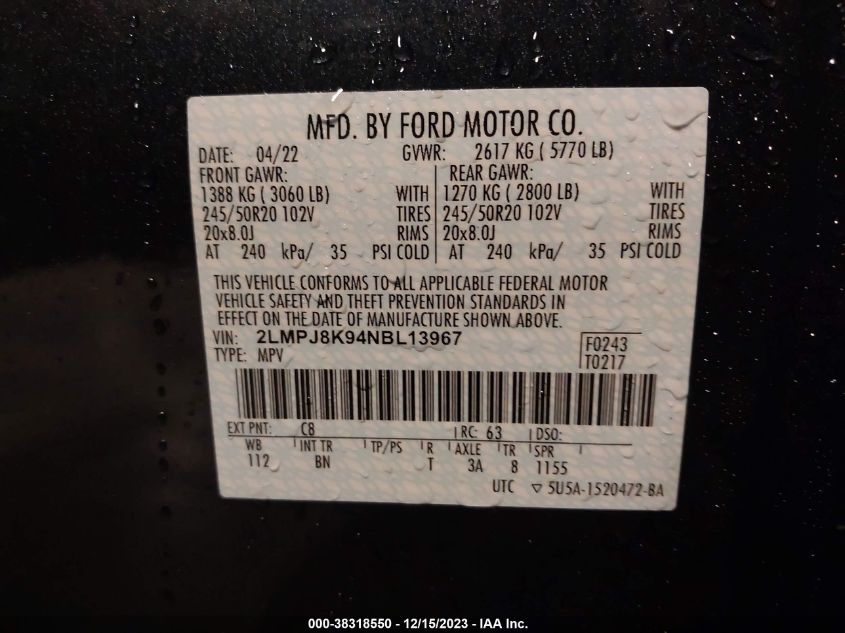 MFD. BY FORD MOTOR CO.
DATE: 04/22 GVWR: 2617 KG ( 5770 LB)
FRONT GAWR: REAR GAWR:
1388 KG ( 3060 LB) WITH 1270 KG ( 2800 LB) WITH
245/50R20 102V TIRES 245/50R20 102V TIRES
20x8.0J RIMS 20x8.0J RIMS
AT 240 kPa/ 35 PSI COLD AT 240 kPa/ 35 PSI COLD
THIS VEHICLE CONFORMS TO ALL APPLICABLE FEDERAL MOTOR
VEHICLE SAFETY AND THEFT PREVENTION STANDARDS IN
EFFECT ON THE DATE OF MANUFACTURE SHOWN ABOVE.
VIN: 2LMPJ8K94NBL13967 F0243
TYPE: MPV T0217
EXT PNT: C8 RC: 63 DSO:
WB INT TR TP/PS R AXLE TR SPR
112 BN T 3A 8 1155
UTC ▽ 5U5A-1520472-BA
000-38318550 - 12/15/2023 - IAA Inc.